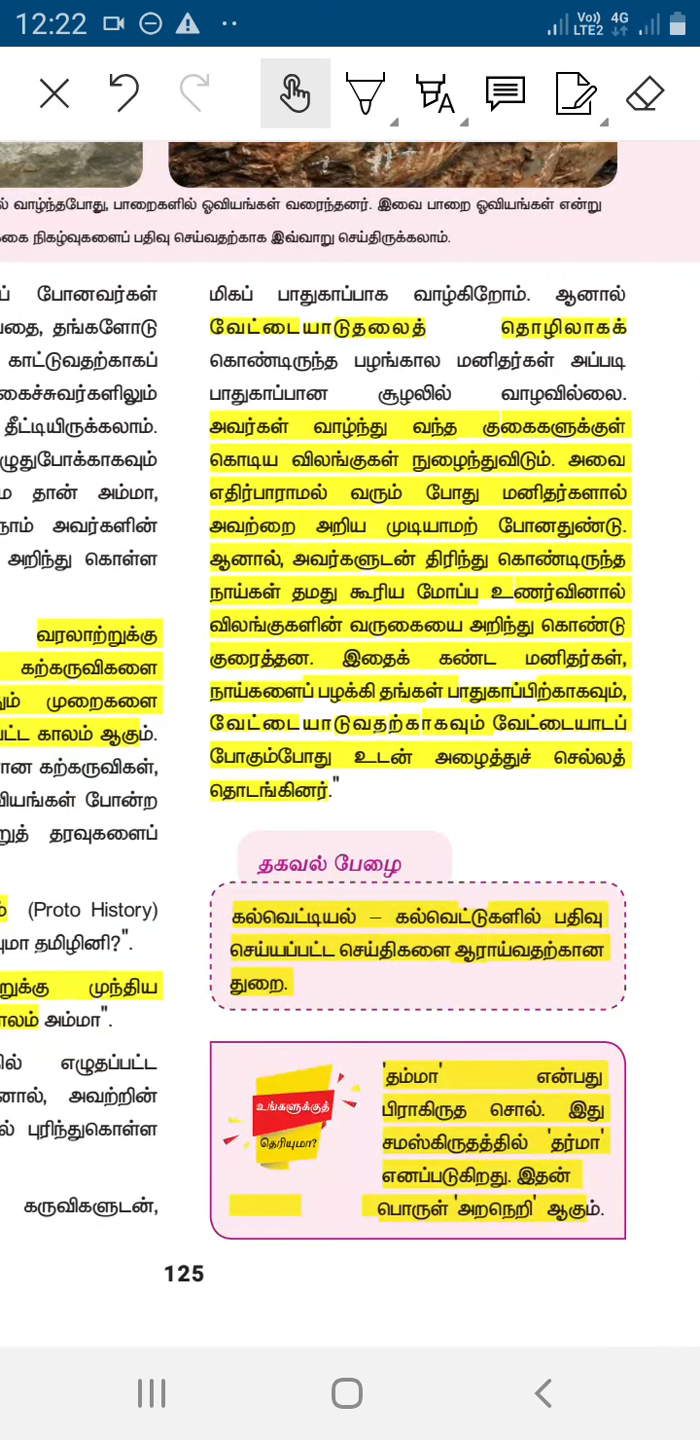 12:22
Vo)) 4G
LTE2
ல் வாழ்ந்தபோது, பாறைகளில் ஓவியங்கள் வரைந்தனர். இவை பாறை ஓவியங்கள் என்று
கை நிகழ்வுகளைப் பதிவு செய்வதற்காக இவ்வாறு செய்திருக்கலாம்.
ப் போனவர்கள்
பதை, தங்களோடு
காட்டுவதற்காகப்
கைச்சுவர்களிலும்
தீட்டியிருக்கலாம்.
ழுதுபோக்காகவும்
ம தான் அம்மா,
நாம் அவர்களின்
அறிந்து கொள்ள
வரலாற்றுக்கு
கற்கருவிகளை
ம் முறைகளை
பட்ட காலம் ஆகும்.
ான கற்கருவிகள்,
வியங்கள் போன்ற
றுத் தரவுகளைப்
ம் (Proto History)
மா தமிழினி?".
றுக்கு முந்திய
ாலம் அம்மா".
ில் எழுதப்பட்ட
னால், அவற்றின்
ல் புரிந்துகொள்ள
கருவிகளுடன்,
மிகப் பாதுகாப்பாக வாழ்கிறோம். ஆனால்
வேட்டையாடுதலைத் தொழிலாகக்
கொண்டிருந்த பழங்கால மனிதர்கள் அப்படி
பாதுகாப்பான சூழலில் வாழவில்லை.
அவர்கள் வாழ்ந்து வந்த குகைகளுக்குள்
கொடிய விலங்குகள் நுழைந்துவிடும். அவை
எதிர்பாராமல் வரும் போது மனிதர்களால்
அவற்றை அறிய முடியாமற் போனதுண்டு.
ஆனால், அவர்களுடன் திரிந்து கொண்டிருந்த
நாய்கள் தமது கூரிய மோப்ப உணர்வினால்
விலங்குகளின் வருகையை அறிந்து கொண்டு
குரைத்தன. இதைக் கண்ட மனிதர்கள்,
நாய்களைப் பழக்கி தங்கள் பாதுகாப்பிற்காகவும்,
வேட்டையாடுவதற்காகவும் வேட்டையாடப்
போகும்போது உடன் அழைத்துச் செல்லத்
தொடங்கினர்."
தகவல் பேழை
கல்வெட்டியல் – கல்வெட்டுகளில் பதிவு
செய்யப்பட்ட செய்திகளை ஆராய்வதற்கான
துறை.
உங்களுக்குத்
தெரியுமா?
'தம்மா' என்பது
பிராகிருத சொல். இது
சமஸ்கிருதத்தில் 'தர்மா'
எனப்படுகிறது. இதன்
பொருள் 'அறநெறி' ஆகும்.
125